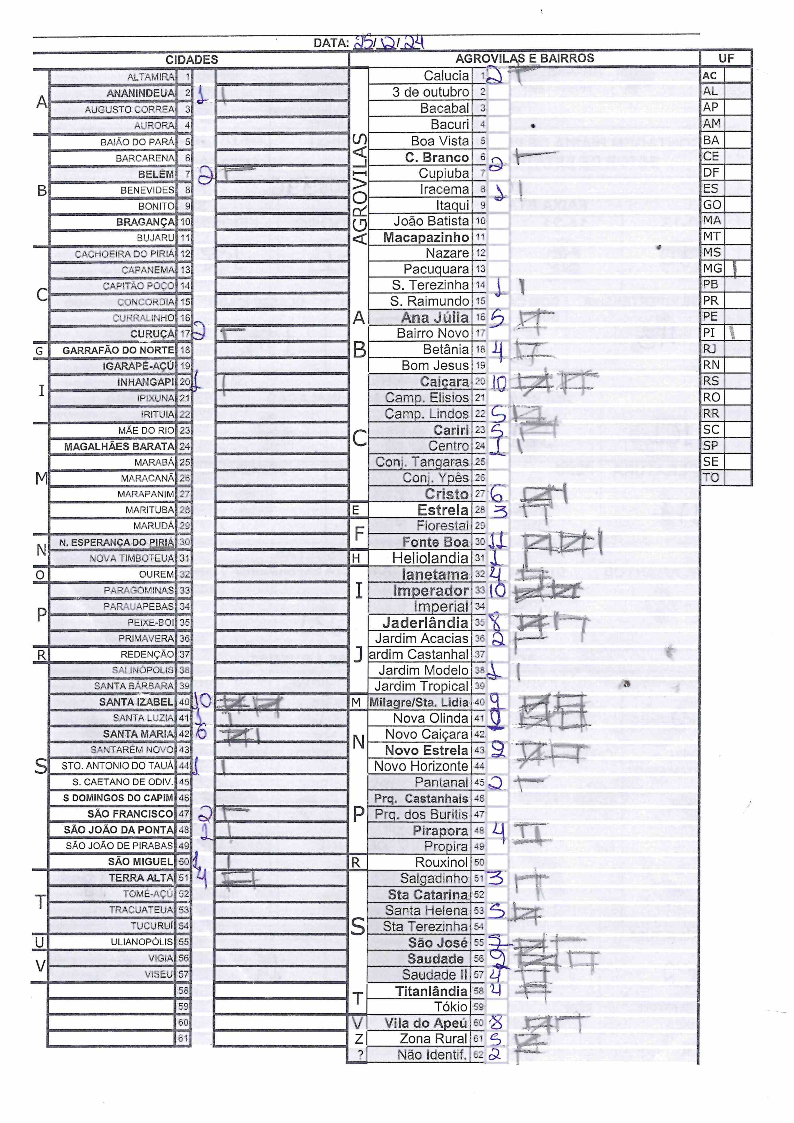 DATA: 25/12/24
CIDADES
A
ALTAMIRA 1
ANANINDEUA 2 1
AUGUSTO CORREA 3
AURORA 4
B
BAIÃO DO PARÁ 5
BARCARENA 6
BELÉM 7 2
BENEVIDES 8
BONITO 9
BRAGANÇA 10
BUJARU 11
C
CACHOEIRA DO PIRIÁ 12
CAPANEMA 13
CAPITÃO POÇO 14
CONCORDIA 15
CURRALINHO 16
CURUÇÁ 17 2
G GARRAFÃO DO NORTE 18
I
IGARAPÉ-AÇÚ 19
INHANGAPI 20 1
IPIXUNA 21
IRITUIA 22
M
MÃE DO RIO 23
MAGALHÃES BARATA 24
MARABÁ 25
MARACANÃ 26
MARAPANIM 27
MARITUBA 28
MARUDÁ 29
N
N. ESPERANÇA DO PIRIÁ 30
NOVA TIMBOTEUA 31
O OUREM 32
P
PARAGOMINAS 33
PARAUAPEBAS 34
PEIXE-BOI 35
PRIMAVERA 36
R REDENÇÃO 37
S
SALINÓPOLIS 38
SANTA BÁRBARA 39
SANTA IZABEL 40 10
SANTA LUZIA 41 1
SANTA MARIA 42 6
SANTARÉM NOVO 43
STO. ANTONIO DO TAUÁ 44 1
S. CAETANO DE ODIV. 45
S DOMINGOS DO CAPIM 46
SÃO FRANCISCO 47 2
SÃO JOÃO DA PONTA 48 1
SÃO JOÃO DE PIRABAS 49
SÃO MIGUEL 50 1
T
TERRA ALTA 51 4
TOMÉ-AÇÚ 52
TRACUATEUA 53
TUCURUÍ 54
U ULIANOPÓLIS 55
V
VIGIA 56
VISEU 57
58
59
60
61
AGROVILAS E BAIRROS
AGROVILAS
Calucia 1 2
3 de outubro 2
Bacabal 3
Bacuri 4
Boa Vista 5
C. Branco 6 2
Cupiuba 7
Iracema 8 1
Itaqui 9
João Batista 10
Macapazinho 11
Nazare 12
Pacuquara 13
S. Terezinha 14 1
S. Raimundo 15
A Ana Júlia 16 5
B
Bairro Novo 17
Betânia 18 4
Bom Jesus 19
C
Caiçara 20 10
Camp. Elisios 21
Camp. Lindos 22 5
Cariri 23 5
Centro 24 1
Conj. Tangaras 25
Conj. Ypês 26
Cristo 27 6
E Estrela 28 3
F
Florestal 29
Fonte Boa 30 11
H Heliolandia 31 1
I
Ianetama 32 4
Imperador 33 10
Imperial 34
J
Jaderlândia 35 8
Jardim Acacias 36 2
ardim Castanhal 37
Jardim Modelo 38 1
Jardim Tropical 39
M Milagre/Sta. Lidia 40 9
N
Nova Olinda 41
Novo Caiçara 42
Novo Estrela 43 9
Novo Horizonte 44
P
Pantanal 45 2
Prq. Castanhais 46
Prq. dos Buritis 47
Pirapora 48 4
Propira 49
R Rouxinol 50
S
Salgadinho 51 3
Sta Catarina 52
Santa Helena 53 5
Sta Terezinha 54
São José 55 7
Saudade 56 9
Saudade II 57 4
T
Titanlândia 58 4
Tókio 59
V Vila do Apeú 60 8
Z Zona Rural 61 5
? Não Identif. 62 2
UF
AC
AL
AP
AM
BA
CE
DF
ES
GO
MA
MT
MS
MG 1
PB
PR
PE
PI 1
RJ
RN
RS
RO
RR
SC
SP
SE
TO